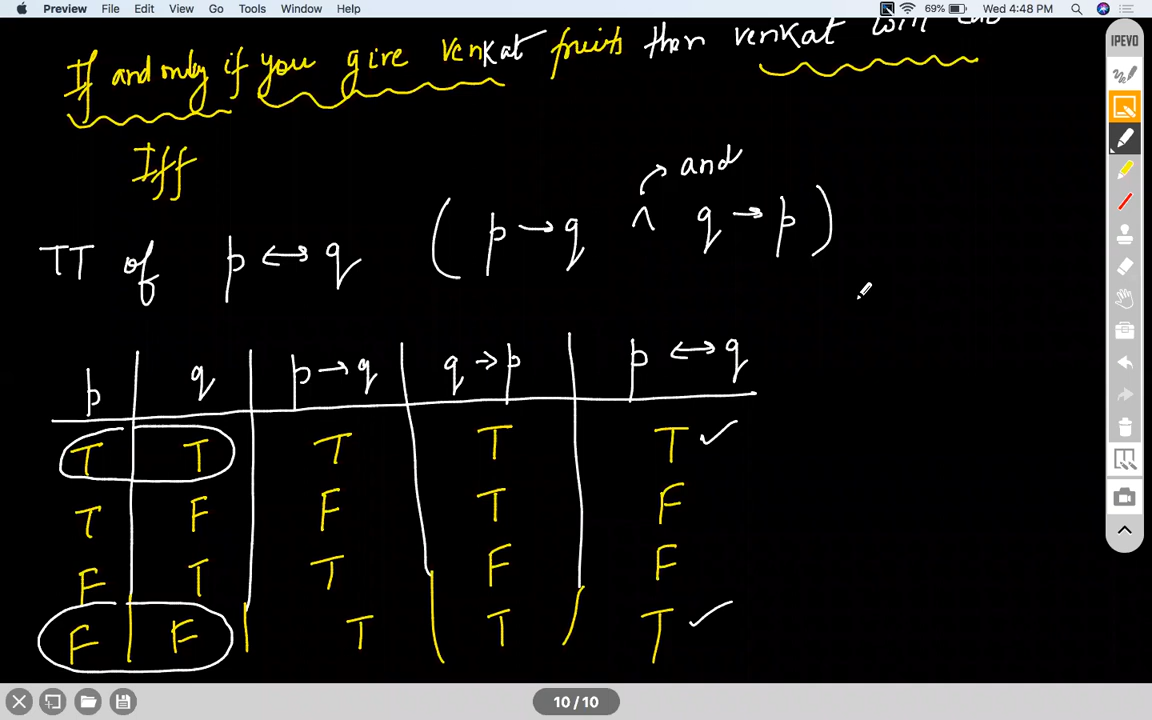 Preview File Edit View Go Tools Window Help 69% Wed 4:48 PM
If and only if you give venkat fruits then venkat will
IPEVO
Iff
and
TT of p ↔ q ( p → q ∧ q → p )
p q p → q q → p p ↔ q
T T T T T ✓
T F F T F
F T T F F
F F T T T ✓
10 / 10